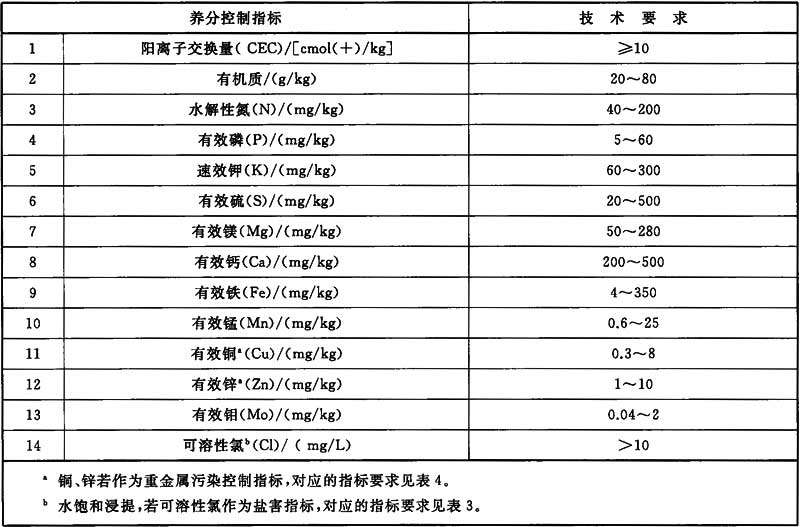 养分控制指标 技术要求
1 阳离子交换量( CEC)/[cmol(+)/kg] ≥10
2 有机质/(g/kg) 20～80
3 水解性氮(N)/(mg/kg) 40～200
4 有效磷(P)/(mg/kg) 5～60
5 速效钾(K)/(mg/kg) 60～300
6 有效硫(S)/(mg/kg) 20～500
7 有效镁(Mg)/(mg/kg) 50～280
8 有效钙(Ca)/(mg/kg) 200～500
9 有效铁(Fe)/(mg/kg) 4～350
10 有效锰(Mn)/(mg/kg) 0.6～25
11 有效铜ᵃ(Cu)/(mg/kg) 0.3～8
12 有效锌ᵃ(Zn)/(mg/kg) 1～10
13 有效钼(Mo)/(mg/kg) 0.04～2
14 可溶性氯ᵇ(Cl)/( mg/L) >10
ᵃ 铜、锌若作为重金属污染控制指标,对应的指标要求见表4。
ᵇ 水饱和浸提,若可溶性氯作为盐害指标,对应的指标要求见表3。